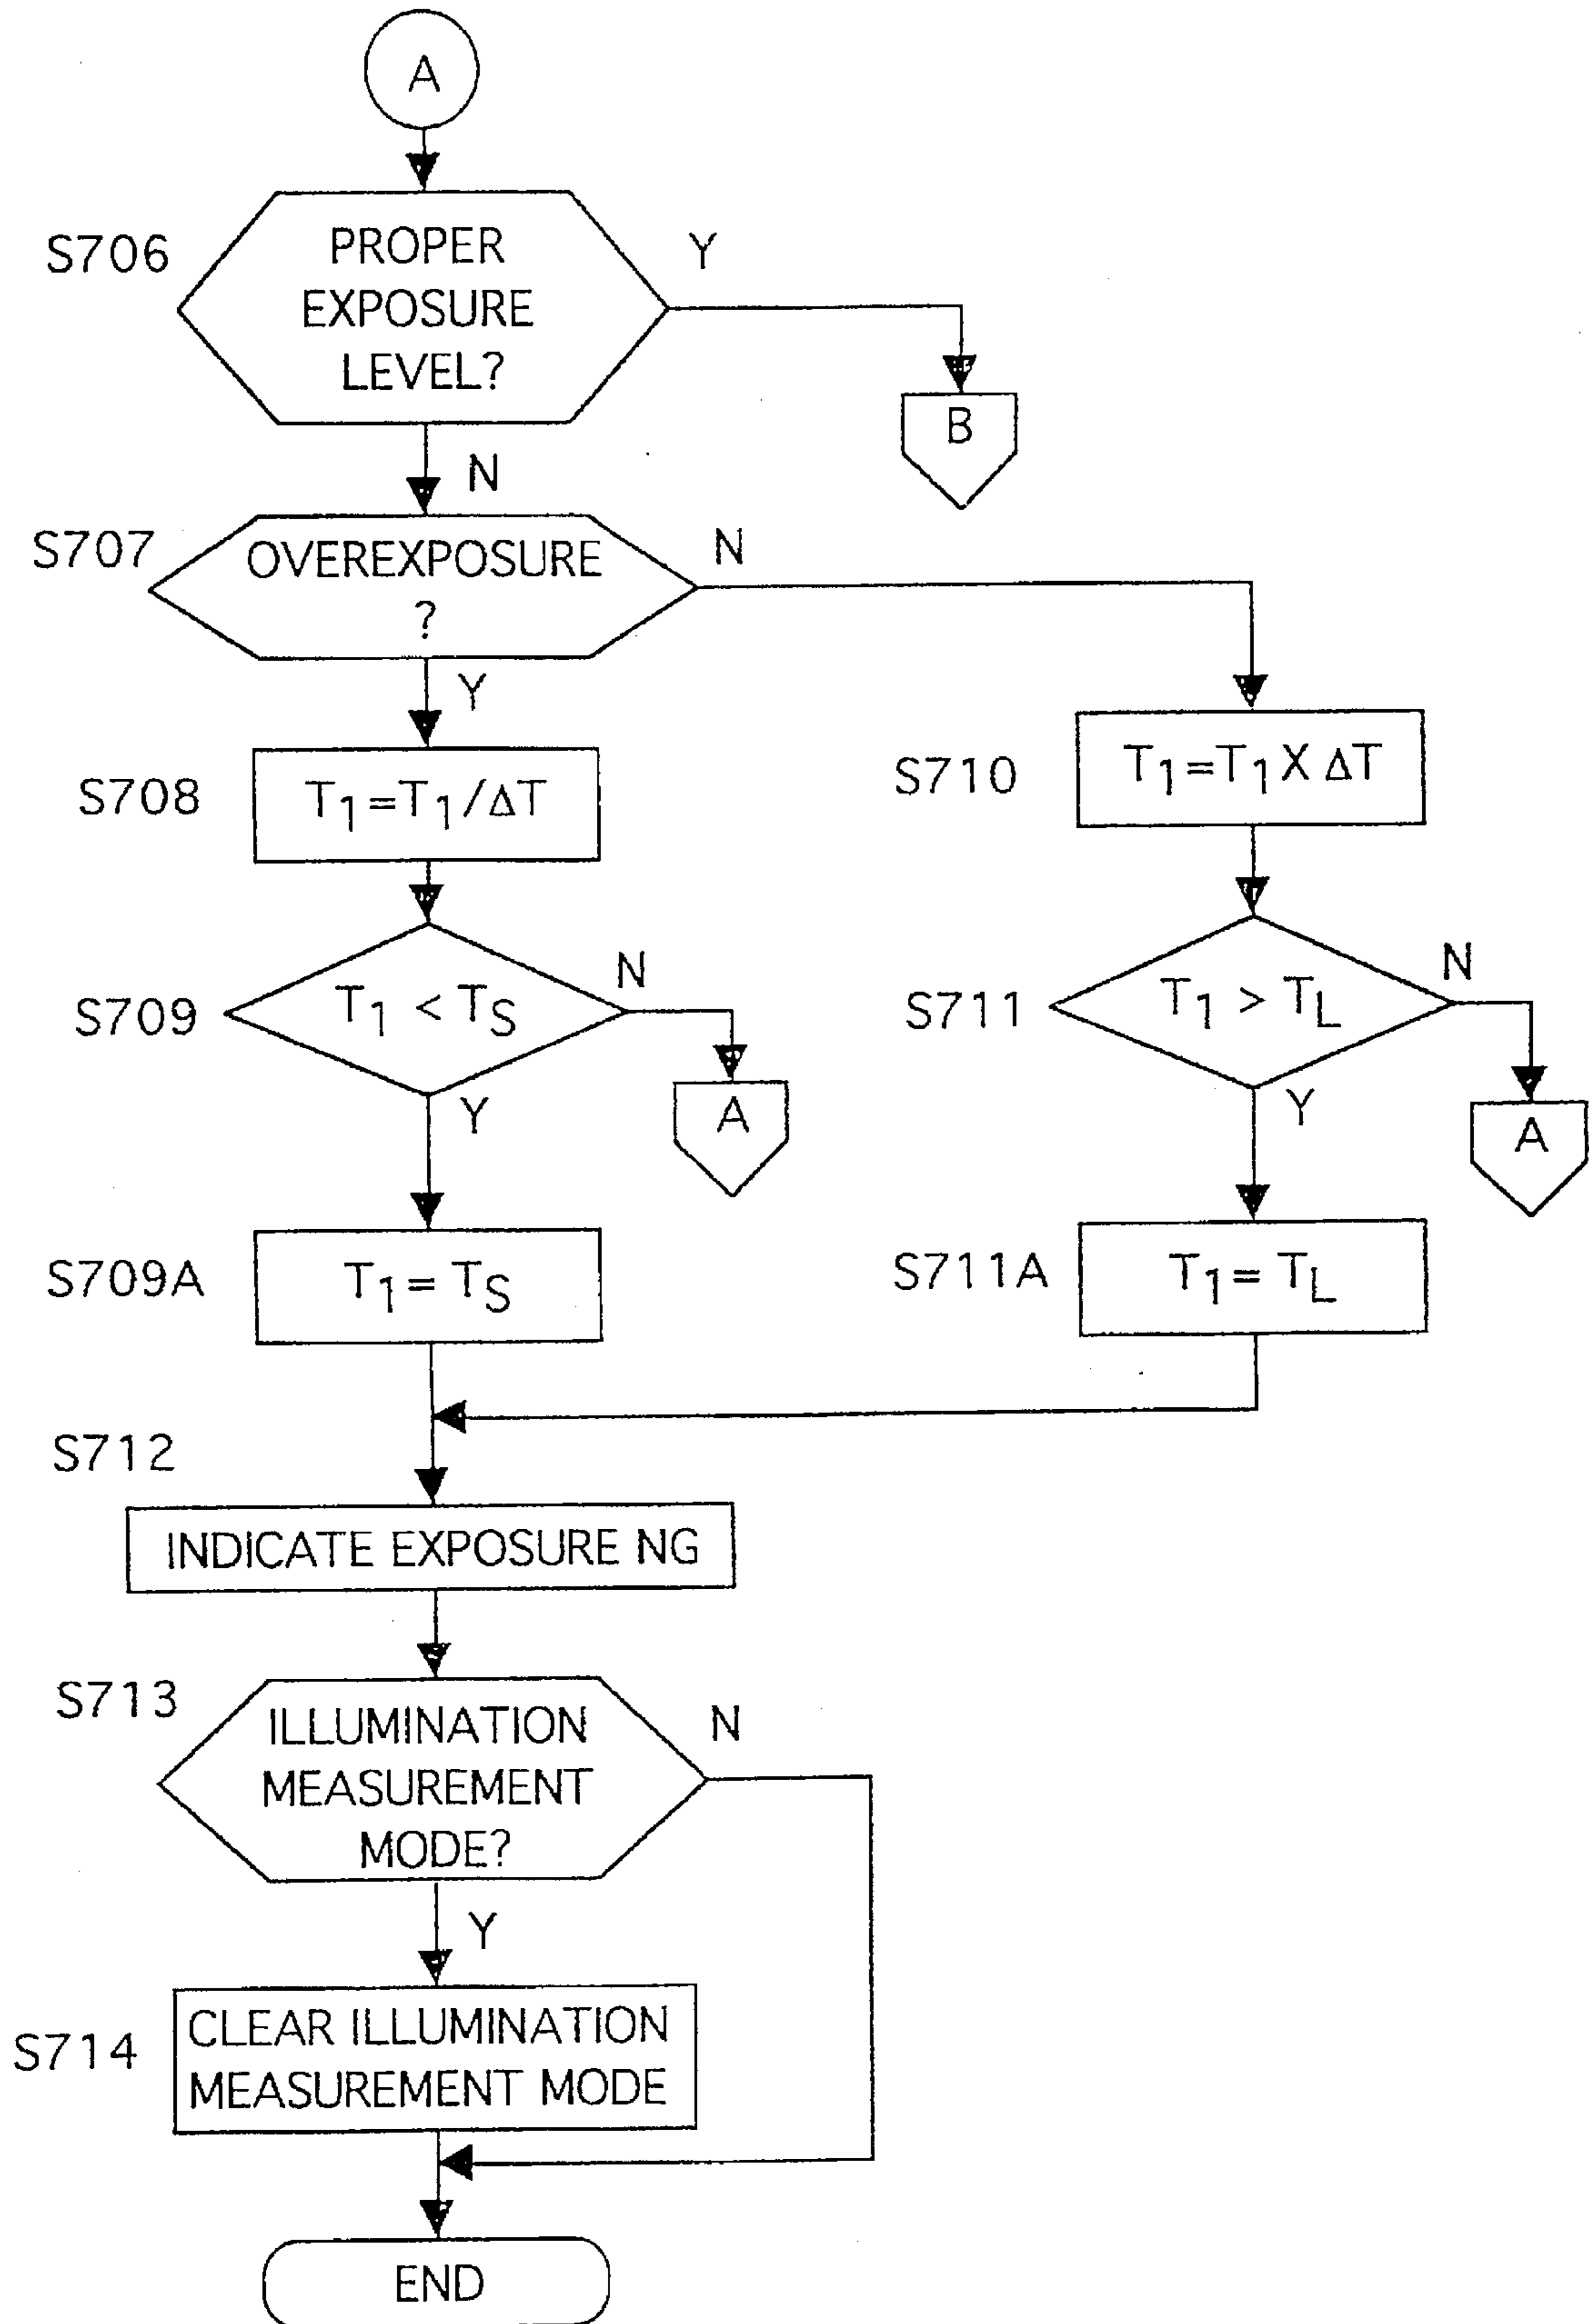 A
S706
PROPER
EXPOSURE
LEVEL?
Y
B
N
S707
OVEREXPOSURE
?
N
Y
S708
T1=T1/ΔT
S710
T1=T1XΔT
S709
T1 < TS
N
A
Y
S711
T1 > TL
N
A
Y
S709A
T1= TS
S711A
T1= TL
S712
INDICATE EXPOSURE NG
S713
ILLUMINATION
MEASUREMENT
MODE?
N
Y
S714
CLEAR ILLUMINATION
MEASUREMENT MODE
END